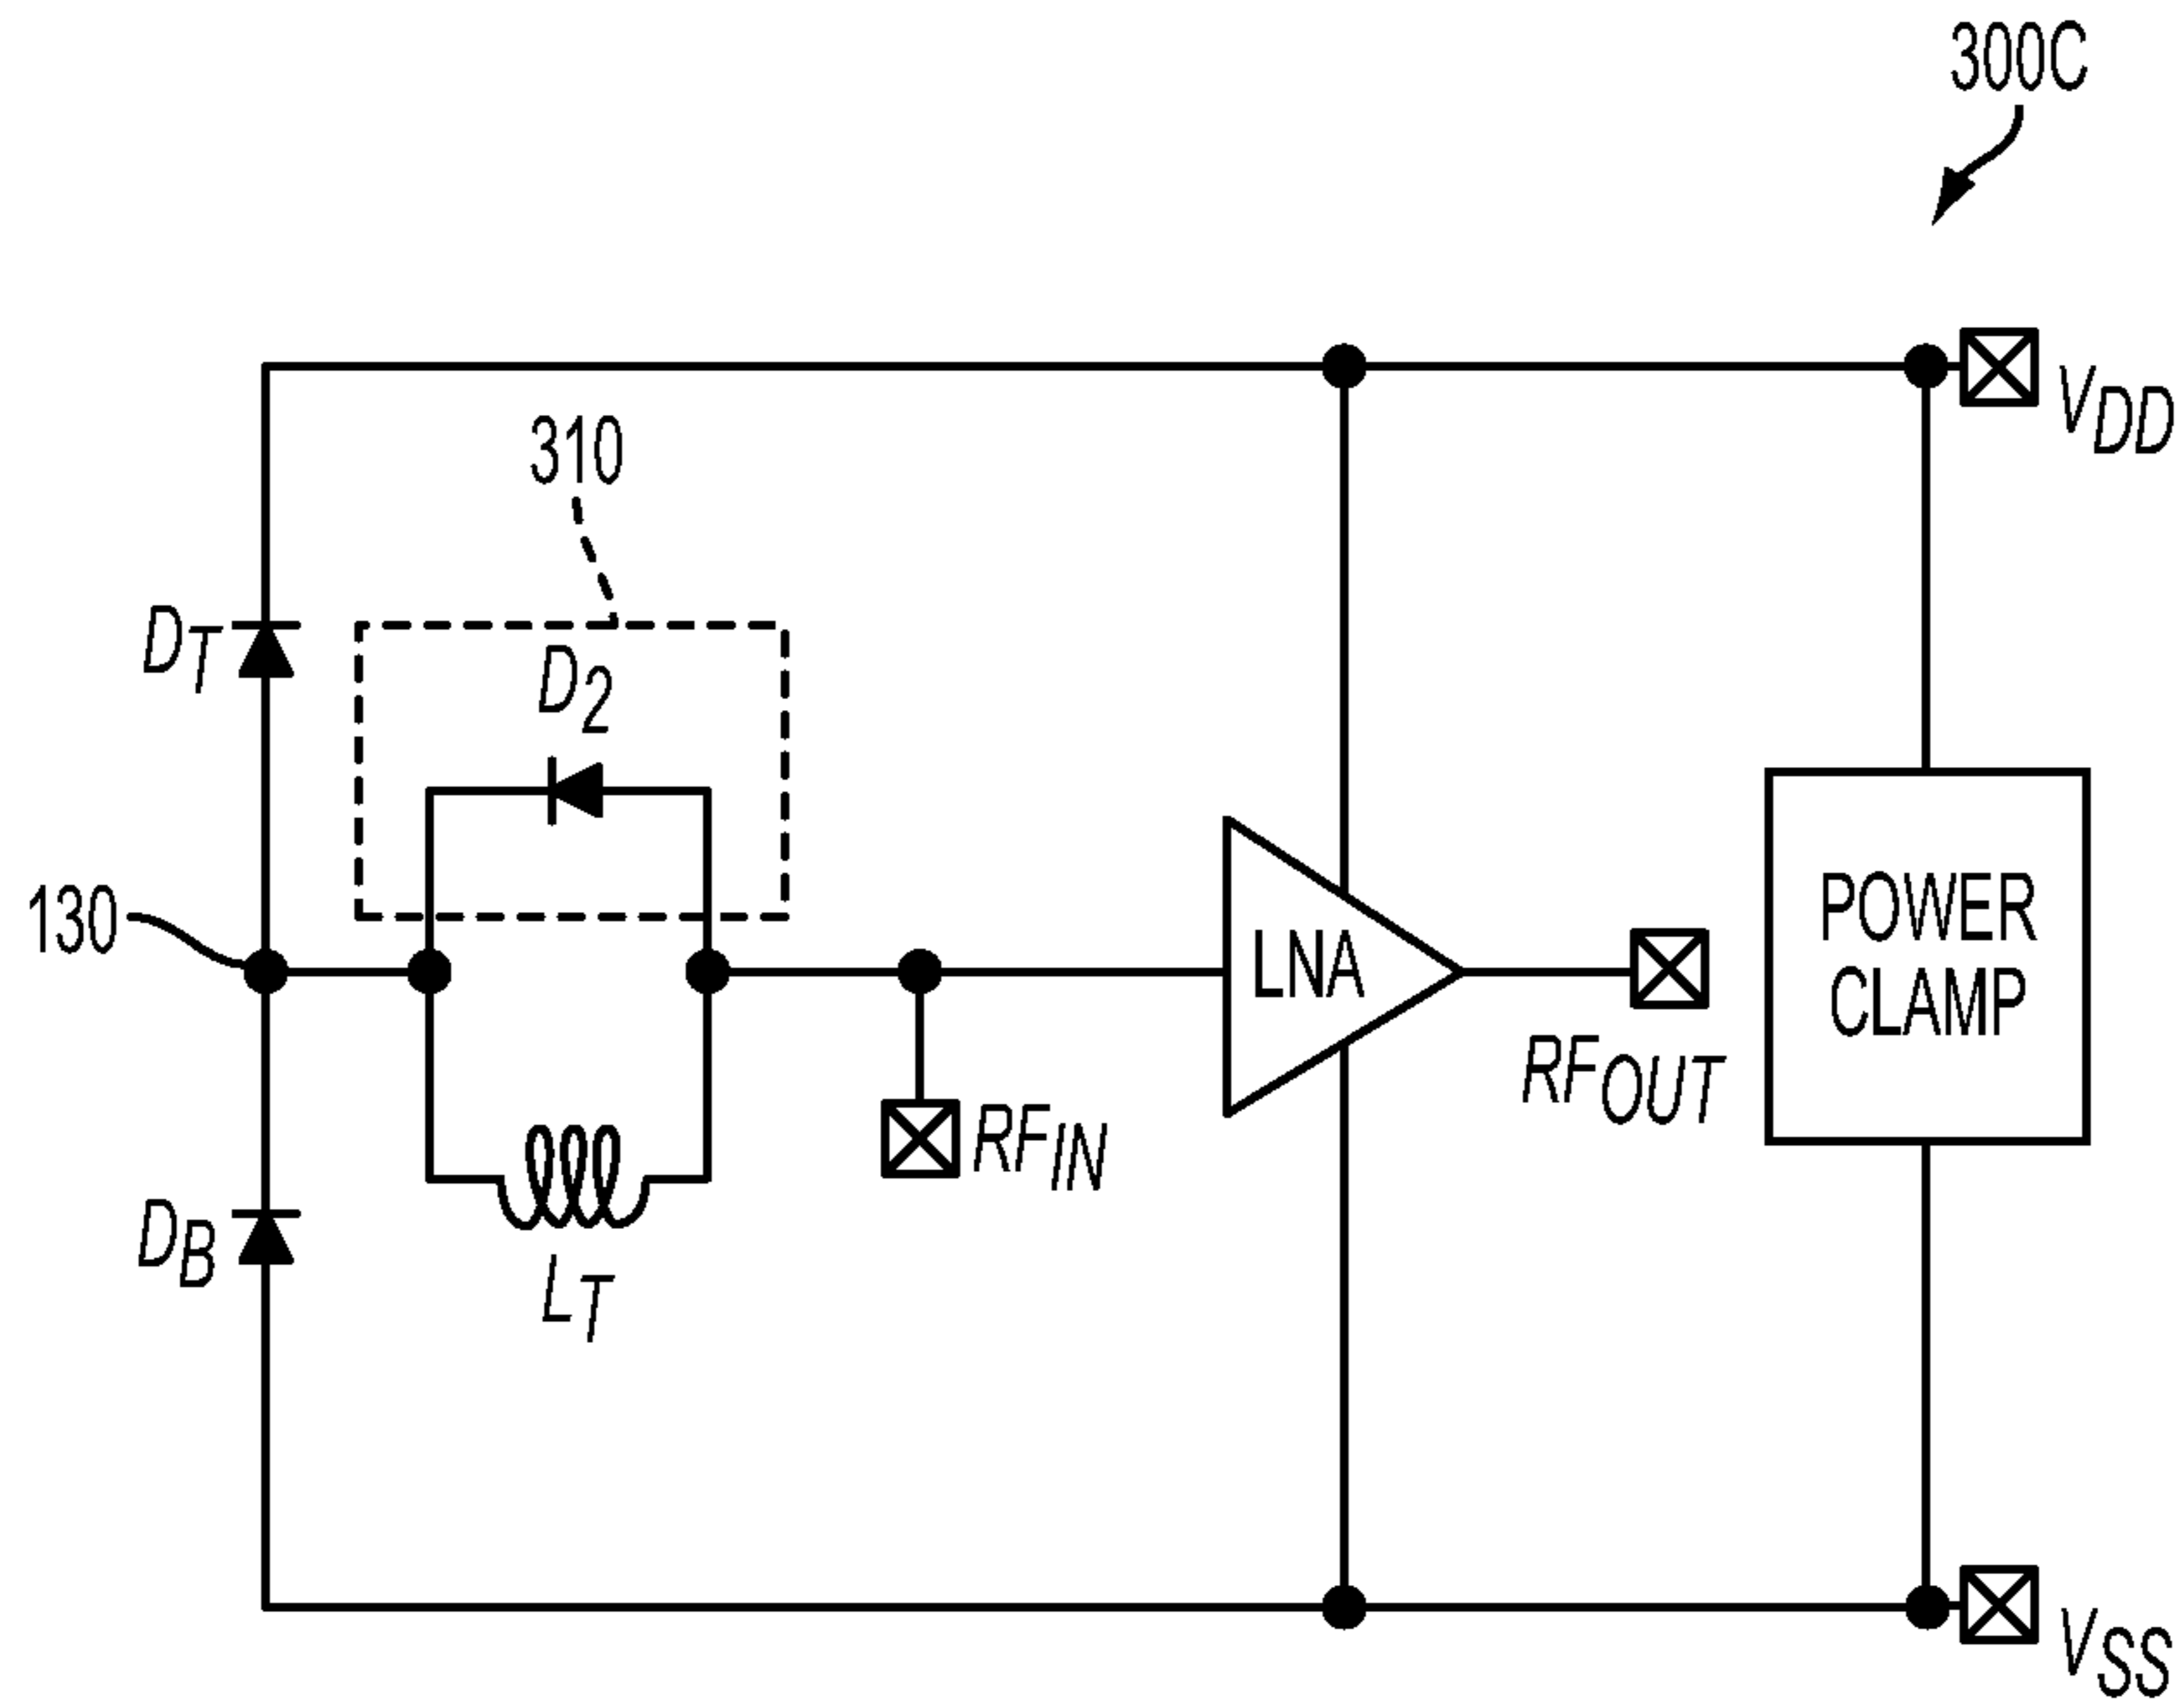 300C
VDD
310
DT
D2
130
LNA
POWER
CLAMP
RFOUT
RFIN
DB
LT
VSS